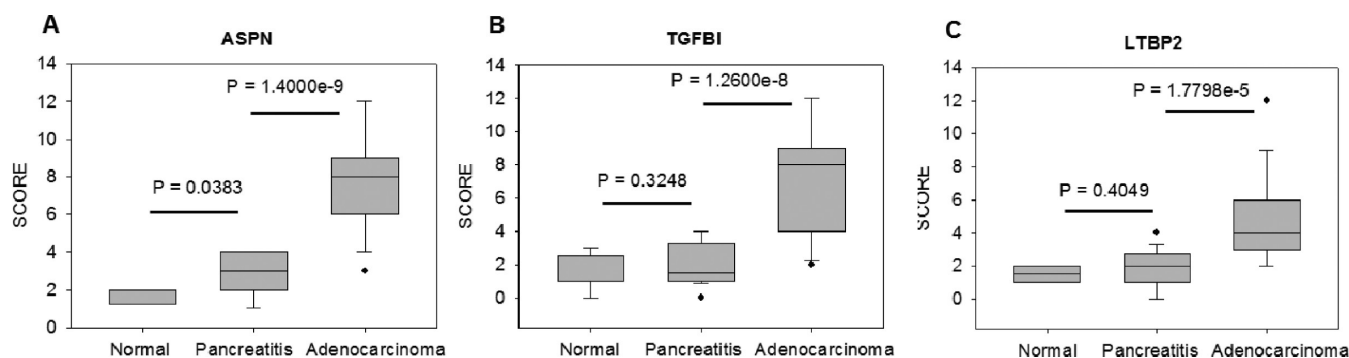 A
ASPN
14
12
10
8
6
4
2
0
SCORE
P = 1.4000e-9
P = 0.0383
Normal Pancreatitis Adenocarcinoma
B
TGFBI
14
12
10
8
6
4
2
0
SCORE
P = 1.2600e-8
P = 0.3248
Normal Pancreatitis Adenocarcinoma
C
LTBP2
14
12
10
8
6
4
2
0
SCORE
P = 1.7798e-5
P = 0.4049
Normal Pancreatitis Adenocarcinoma